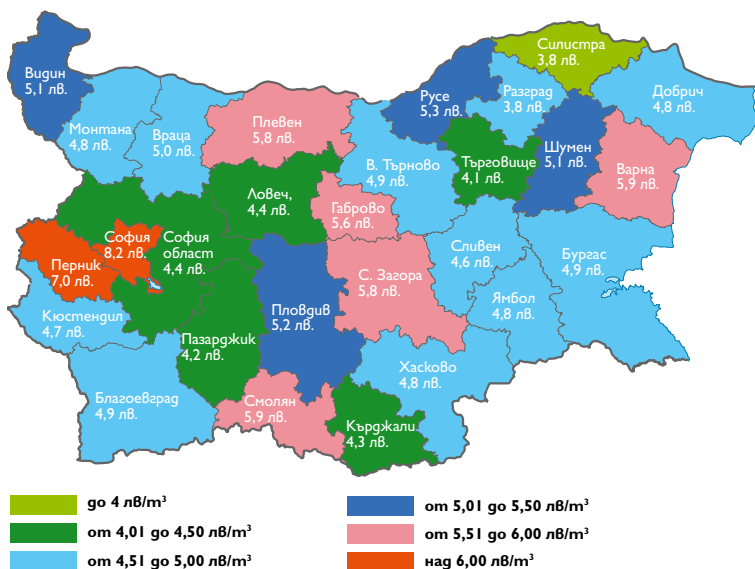 Видин
5,1 лв.
Монтана
4,8 лв.
Враца
5,0 лв.
Плевен
5,8 лв.
Русе
5,3 лв.
Силистра
3,8 лв.
Разград
3,8 лв.
Добрич
4,8 лв.
В. Търново
4,9 лв.
Търговище
4,1 лв.
Шумен
5,1 лв.
Варна
5,9 лв.
Ловеч,
4,4 лв.
Габрово
5,6 лв.
София
8,2 лв.
София
област
4,4 лв.
Перник
7,0 лв.
Сливен
4,6 лв.
Бургас
4,9 лв.
С. Загора
5,8 лв.
Ямбол
4,8 лв.
Кюстендил
4,7 лв.
Пазарджик
4,2 лв.
Пловдив
5,2 лв.
Хасково
4,8 лв.
Благоевград
4,9 лв.
Смолян
5,9 лв.
Кърджали.
4,3 лв.
до 4 лв/m³
от 4,01 до 4,50 лв/m³
от 4,51 до 5,00 лв/m³
от 5,01 до 5,50 лв/m³
от 5,51 до 6,00 лв/m³
над 6,00 лв/m³